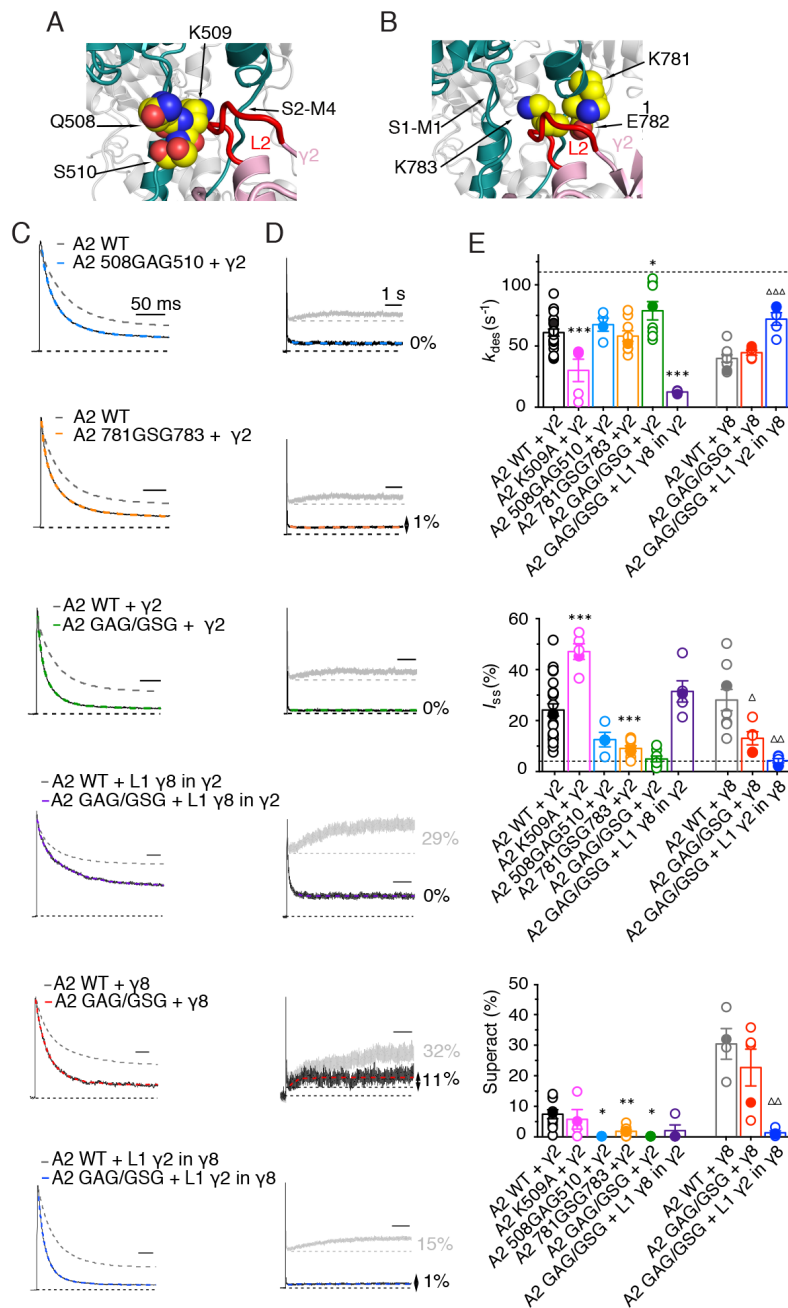 A
K509
Q508
S2-M4
L2
γ2
S510
B
K781
S1-M1
1
E782
L2
γ2
K783
C
A2 WT
A2 508GAG510 + γ2
50 ms
A2 WT
A2 781GSG783 + γ2
A2 WT + γ2
A2 GAG/GSG + γ2
A2 WT + L1 γ8 in γ2
A2 GAG/GSG + L1 γ8 in γ2
A2 WT + γ8
A2 GAG/GSG + γ8
A2 WT + L1 γ2 in γ8
A2 GAG/GSG + L1 γ2 in γ8
D
1 s
0%
1%
0%
29%
0%
32%
11%
15%
1%
E
kdes (s-1)
100
50
0
***
*
***
△△△
A2 WT + γ2
A2 K509A + γ2
A2 508GAG510 + γ2
A2 781GSG783 +γ2
A2 GAG/GSG + γ2
A2 GAG/GSG + L1 γ8 in γ2
A2 WT + γ8
A2 GAG/GSG + γ8
A2 GAG/GSG + L1 γ2 in γ8
Iss (%)
60
40
20
0
***
***
△
△△
A2 WT + γ2
A2 K509A + γ2
A2 508GAG510 + γ2
A2 781GSG783 +γ2
A2 GAG/GSG + γ2
A2 GAG/GSG + L1 γ8 in γ2
A2 WT + γ8
A2 GAG/GSG + γ8
A2 GAG/GSG + L1 γ2 in γ8
Superact (%)
50
40
30
20
10
0
*
**
*
△△
A2 WT + γ2
A2 K509A + γ2
A2 508GAG510 + γ2
A2 781GSG783 +γ2
A2 GAG/GSG + γ2
A2 GAG/GSG + L1 γ8 in γ2
A2 WT + γ8
A2 GAG/GSG + γ8
A2 GAG/GSG + L1 γ2 in γ8